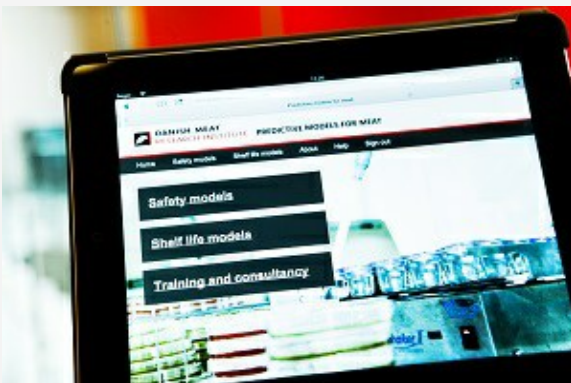 DANISH MEAT
RESEARCH INSTITUTE PREDICTIVE MODELS FOR MEAT
Home Safety models Shelf life models About Help Sign out
Safety models
Shelf life models
Training and consultancy